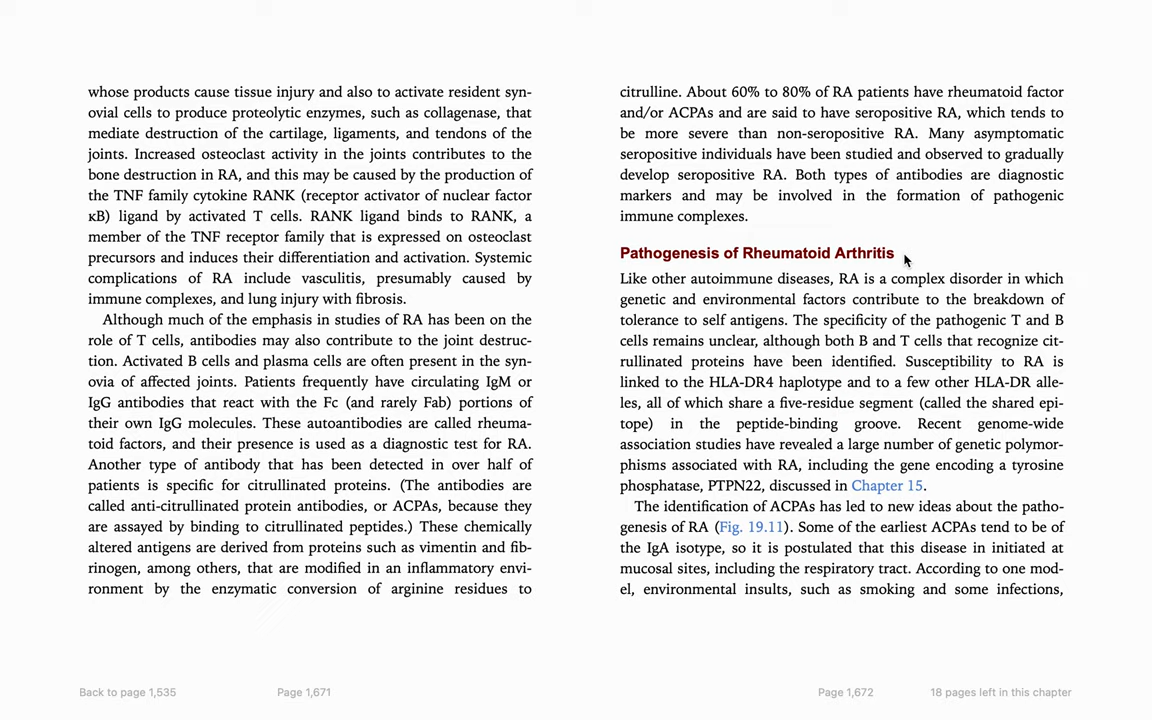 whose products cause tissue injury and also to activate resident syn-
ovial cells to produce proteolytic enzymes, such as collagenase, that
mediate destruction of the cartilage, ligaments, and tendons of the
joints. Increased osteoclast activity in the joints contributes to the
bone destruction in RA, and this may be caused by the production of
the TNF family cytokine RANK (receptor activator of nuclear factor
κB) ligand by activated T cells. RANK ligand binds to RANK, a
member of the TNF receptor family that is expressed on osteoclast
precursors and induces their differentiation and activation. Systemic
complications of RA include vasculitis, presumably caused by
immune complexes, and lung injury with fibrosis.
Although much of the emphasis in studies of RA has been on the
role of T cells, antibodies may also contribute to the joint destruc-
tion. Activated B cells and plasma cells are often present in the syn-
ovia of affected joints. Patients frequently have circulating IgM or
IgG antibodies that react with the Fc (and rarely Fab) portions of
their own IgG molecules. These autoantibodies are called rheuma-
toid factors, and their presence is used as a diagnostic test for RA.
Another type of antibody that has been detected in over half of
patients is specific for citrullinated proteins. (The antibodies are
called anti-citrullinated protein antibodies, or ACPAs, because they
are assayed by binding to citrullinated peptides.) These chemically
altered antigens are derived from proteins such as vimentin and fib-
rinogen, among others, that are modified in an inflammatory envi-
ronment by the enzymatic conversion of arginine residues to
citrulline. About 60% to 80% of RA patients have rheumatoid factor
and/or ACPAs and are said to have seropositive RA, which tends to
be more severe than non-seropositive RA. Many asymptomatic
seropositive individuals have been studied and observed to gradually
develop seropositive RA. Both types of antibodies are diagnostic
markers and may be involved in the formation of pathogenic
immune complexes.
Pathogenesis of Rheumatoid Arthritis
Like other autoimmune diseases, RA is a complex disorder in which
genetic and environmental factors contribute to the breakdown of
tolerance to self antigens. The specificity of the pathogenic T and B
cells remains unclear, although both B and T cells that recognize cit-
rullinated proteins have been identified. Susceptibility to RA is
linked to the HLA-DR4 haplotype and to a few other HLA-DR alle-
les, all of which share a five-residue segment (called the shared epi-
tope) in the peptide-binding groove. Recent genome-wide
association studies have revealed a large number of genetic polymor-
phisms associated with RA, including the gene encoding a tyrosine
phosphatase, PTPN22, discussed in Chapter 15.
The identification of ACPAs has led to new ideas about the patho-
genesis of RA (Fig. 19.11). Some of the earliest ACPAs tend to be of
the IgA isotype, so it is postulated that this disease in initiated at
mucosal sites, including the respiratory tract. According to one mod-
el, environmental insults, such as smoking and some infections,
Back to page 1,535
Page 1,671
Page 1,672
18 pages left in this chapter